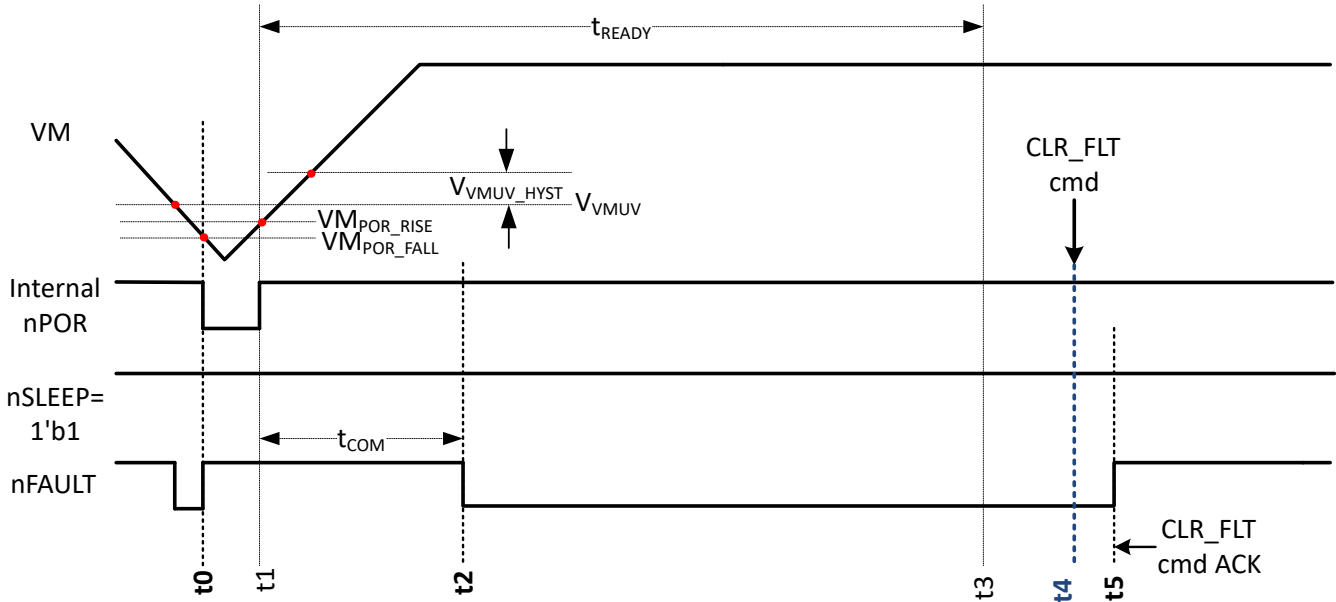 tREADY
VM
CLR_FLT
cmd
VVMUV_HYST
VVMUV
VMPOR_RISE
VMPOR_FALL
Internal
nPOR
nSLEEP=
1'b1
tCOM
nFAULT
CLR_FLT
cmd ACK
t0
t1
t2
t3
t4
t5